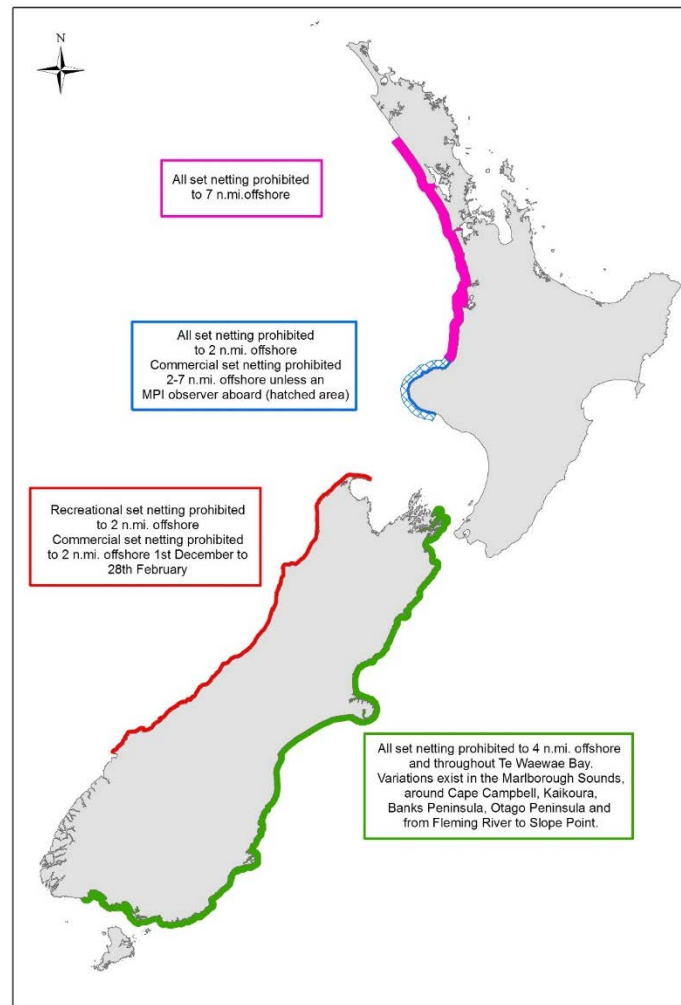 N
All set netting prohibited
to 7 n.mi.offshore
All set netting prohibited
to 2 n.mi. offshore
Commercial set netting prohibited
2-7 n.mi. offshore unless an
MPI observer aboard (hatched area)
Recreational set netting prohibited
to 2 n.mi. offshore
Commercial set netting prohibited
to 2 n.mi. offshore 1st December to
28th February
All set netting prohibited to 4 n.mi. offshore
and throughout Te Waewae Bay.
Variations exist in the Marlborough Sounds,
around Cape Campbell, Kaikoura,
Banks Peninsula, Otago Peninsula and
from Fleming River to Slope Point.